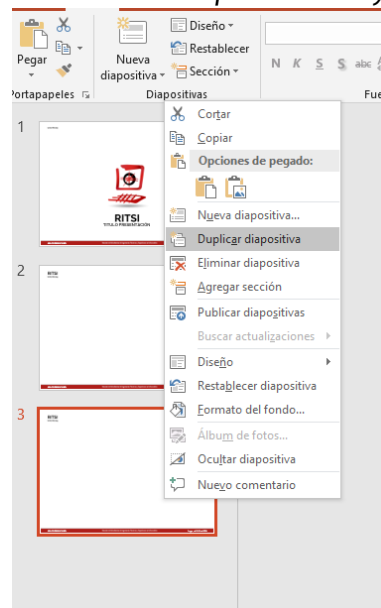 Pegar
Nueva
diapositiva
Diseño
Restablecer
Sección
N K S S abc
Portapapeles
Diapositivas
Fue
1
RITSI
TITULO PRESENTACIÓN
2
RITSI
3
RITSI
Cortar
Copiar
Opciones de pegado:
Nueva diapositiva...
Duplicar diapositiva
Eliminar diapositiva
Agregar sección
Publicar diapositivas
Buscar actualizaciones
Diseño
Restablecer diapositiva
Formato del fondo...
Álbum de fotos...
Ocultar diapositiva
Nuevo comentario